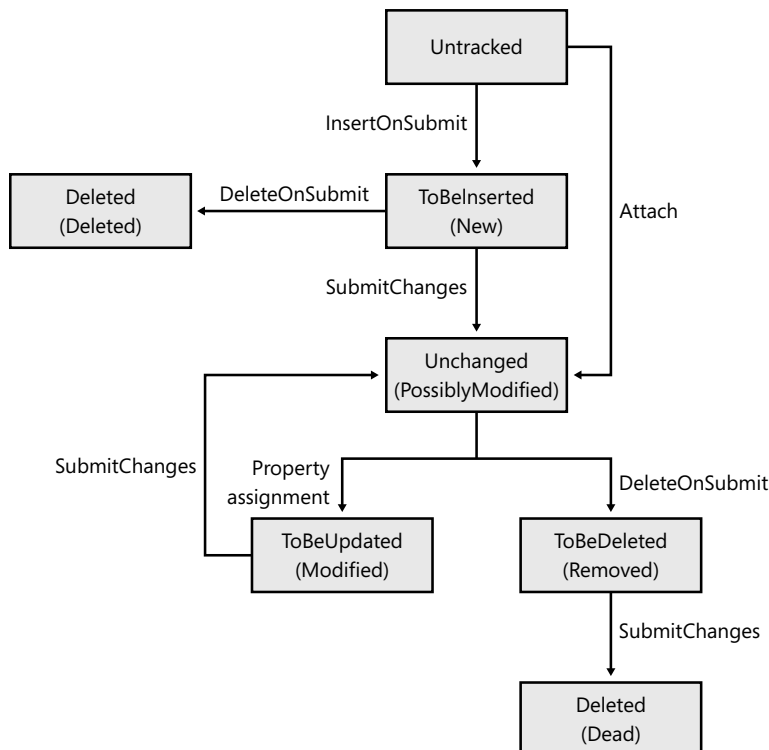 Untracked
InsertOnSubmit
Deleted
(Deleted)
DeleteOnSubmit
ToBeInserted
(New)
Attach
SubmitChanges
Unchanged
(PossiblyModified)
SubmitChanges
Property
assignment
DeleteOnSubmit
ToBeUpdated
(Modified)
ToBeDeleted
(Removed)
SubmitChanges
Deleted
(Dead)